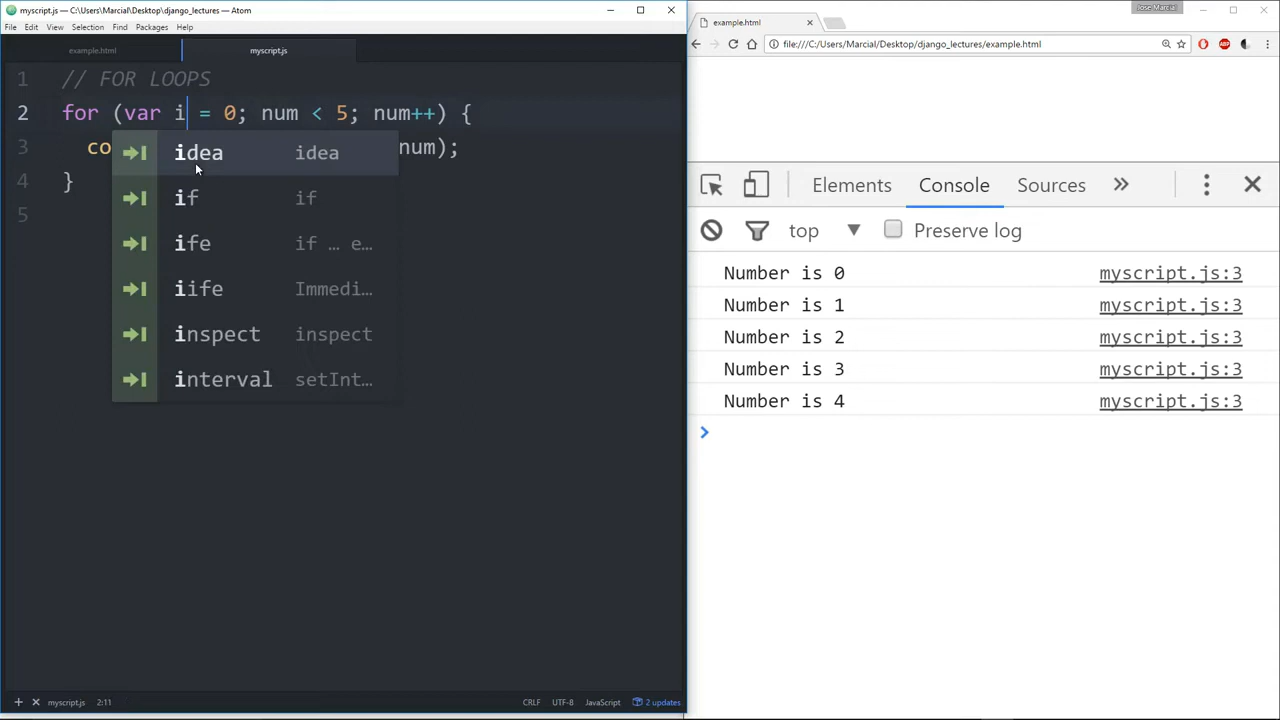 myscript.js — C:\Users\Marcial\Desktop\django_lectures — Atom
File Edit View Selection Find Packages Help
example.html myscript.js
1 // FOR LOOPS
2 for (var i = 0; num < 5; num++) {
3 co num);
4 }
5
idea idea
if if
ife if … e…
iife Immedi…
inspect inspect
interval setInt…
myscript.js 2:11 CRLF UTF-8 JavaScript 2 updates
Jose Marcial
example.html
file:///C:/Users/Marcial/Desktop/django_lectures/example.html
Elements Console Sources
top Preserve log
Number is 0 myscript.js:3
Number is 1 myscript.js:3
Number is 2 myscript.js:3
Number is 3 myscript.js:3
Number is 4 myscript.js:3